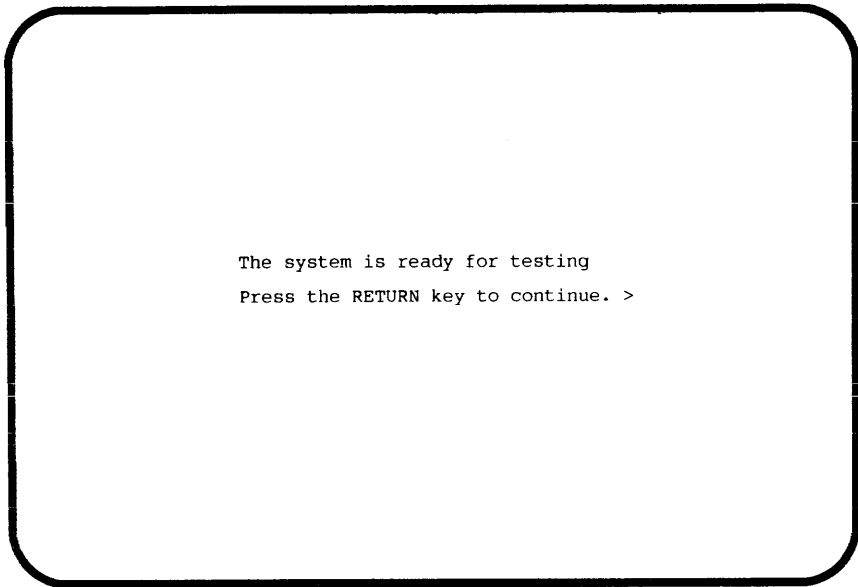 The system is ready for testing
Press the RETURN key to continue. >